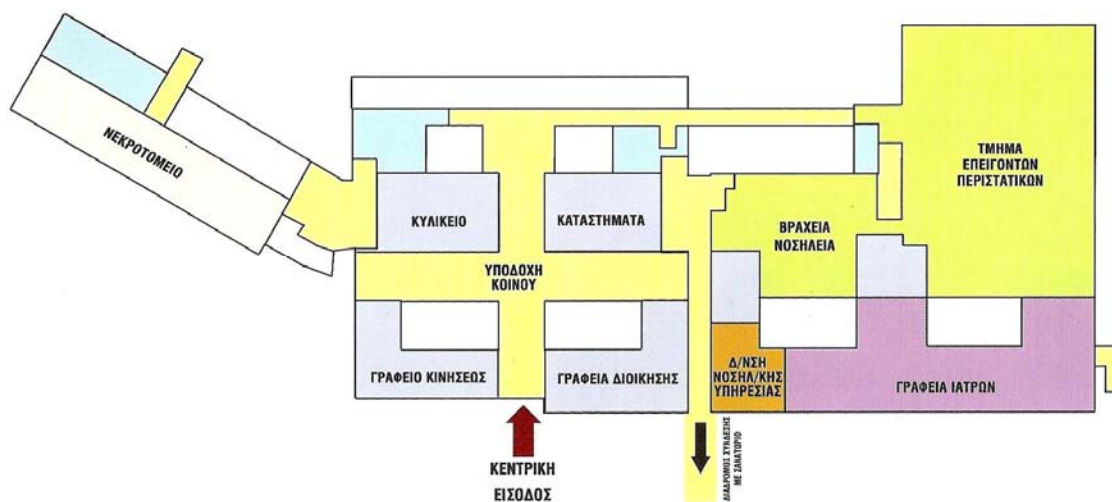 ΝΕΚΡΟΤΟΜΕΙΟ
ΚΥΛΙΚΕΙΟ
ΚΑΤΑΣΤΗΜΑΤΑ
ΥΠΟΔΟΧΗ
ΚΟΙΝΟΥ
ΤΜΗΜΑ
ΕΠΕΙΓΟΝΤΩΝ
ΠΕΡΙΣΤΑΤΙΚΩΝ
ΒΡΑΧΕΙΑ
ΝΟΣΗΛΕΙΑ
ΓΡΑΦΕΙΟ ΚΙΝΗΣΕΩΣ
ΓΡΑΦΕΙΑ ΔΙΟΙΚΗΣΗΣ
Δ/ΝΣΗ
ΝΟΣΗΛ/ΚΗΣ
ΥΠΗΡΕΣΙΑΣ
ΓΡΑΦΕΙΑ ΙΑΤΡΩΝ
ΚΕΝΤΡΙΚΗ
ΕΙΣΟΔΟΣ
ΔΙΑΔΡΟΜΟΣ ΣΥΝΔΕΣΗΣ
ΜΕ ΣΑΝΑΤΟΡΙΟ